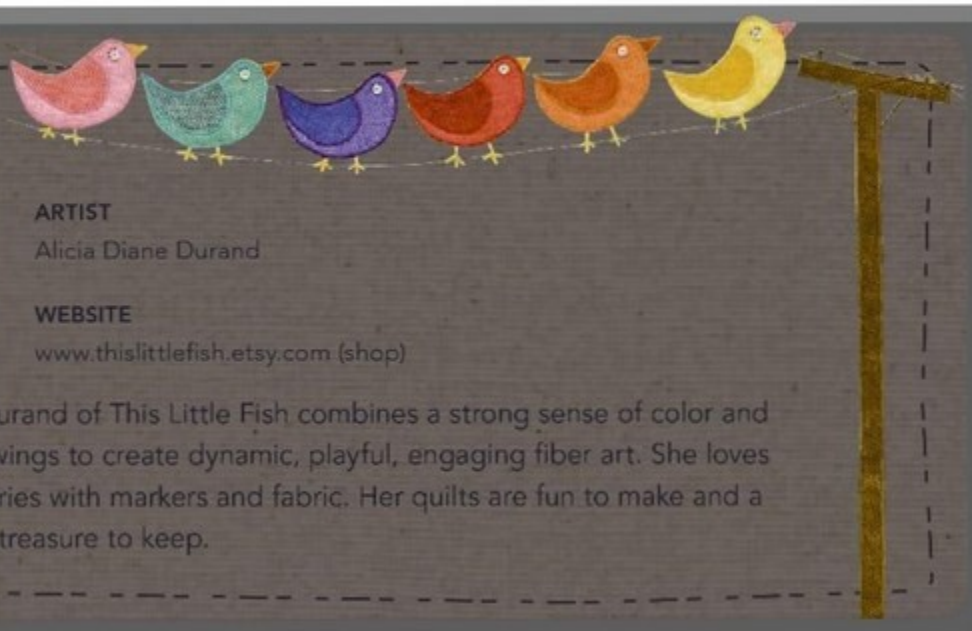 ARTIST
Alicia Diane Durand
WEBSITE
www.thislittlefish.etsy.com (shop)
urand of This Little Fish combines a strong sense of color and
wings to create dynamic, playful, engaging fiber art. She loves
ries with markers and fabric. Her quilts are fun to make and a
treasure to keep.